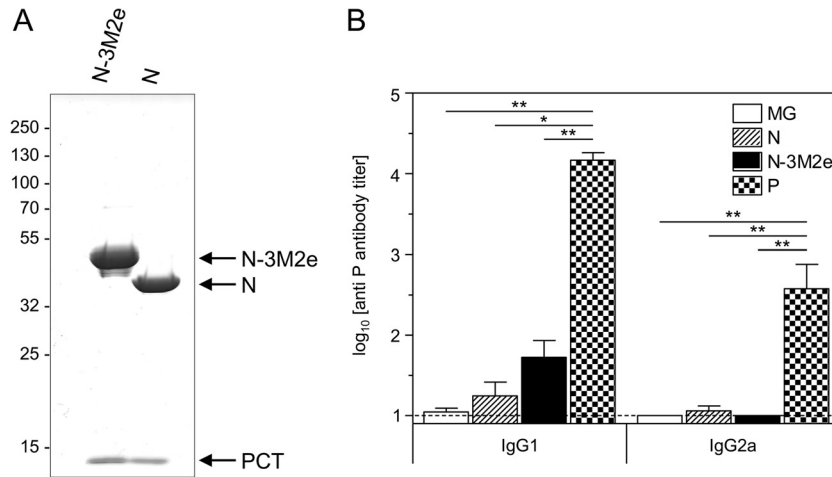 A
N-3M2e
N
250
130
100
70
55
32
25
15
N-3M2e
N
PCT
B
log10 [anti P antibody titer]
5
4
3
2
1
**
*
**
**
**
**
MG
N
N-3M2e
P
IgG1
IgG2a